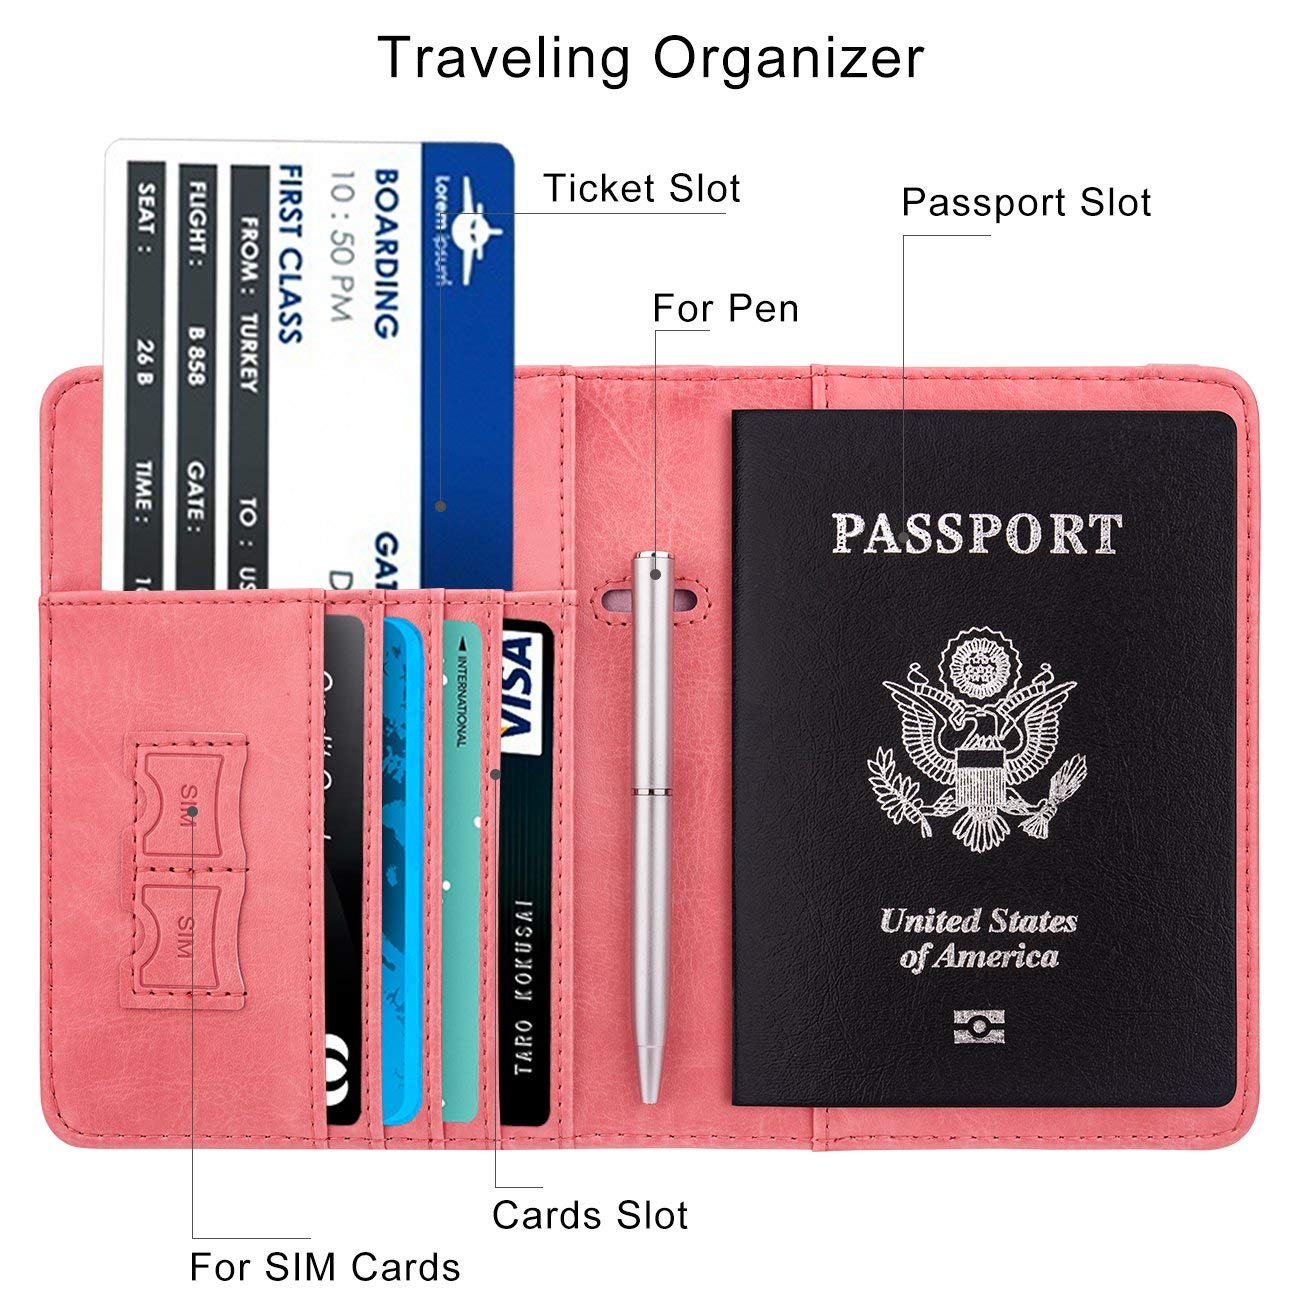 Traveling Organizer
Ticket Slot
Passport Slot
For Pen
Lorem ipsum
BOARDING
10 : 50 PM
FIRST CLASS
FROM : TURKEY TO : US
FLIGHT : B 858 GATE :
SEAT : 26 B TIME :
PASSPORT
United States
of America
SIM
SIM
INTERNATIONAL
VISA
TARO KOKUSAI
Cards Slot
For SIM Cards